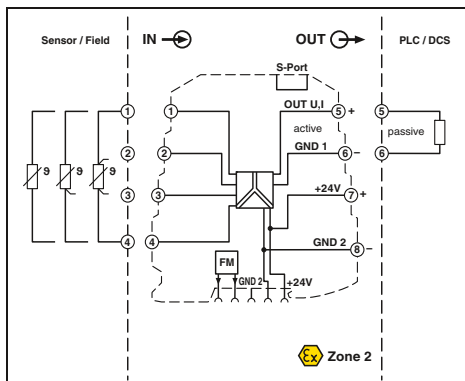 Sensor / Field IN OUT PLC / DCS
S-Port
OUT U,I
1 1 5 + 5
active passive
GND 1
2 2 6 – 6
ϑ ϑ ϑ
+24V
3 3 7 +
GND 2
4 4 8 –
FM GND 2 +24V
Ex Zone 2